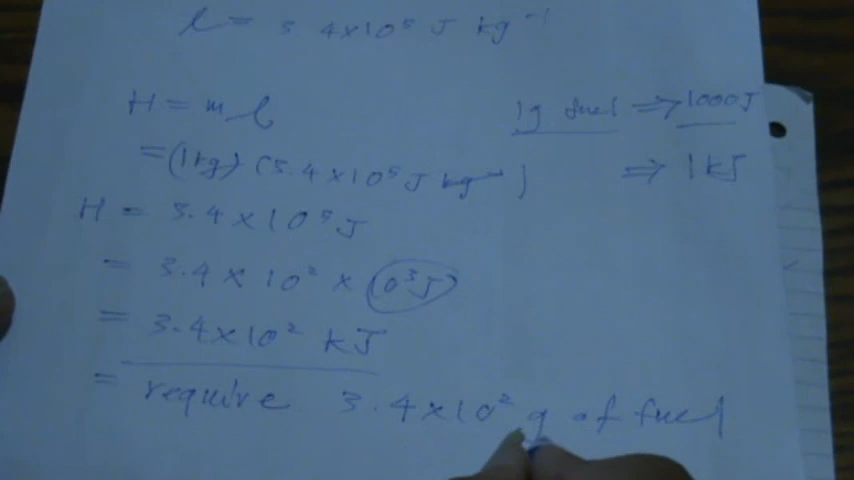 l = 3.4×10⁵ J kg⁻¹
H = ml
1g fuel ⇒ 1000J
= (1kg) (3.4×10⁵ J kg⁻¹)
⇒ 1kJ
H = 3.4 × 10⁵ J
= 3.4 × 10² × 10³J
= 3.4×10² kJ
= require 3.4×10² g of fuel